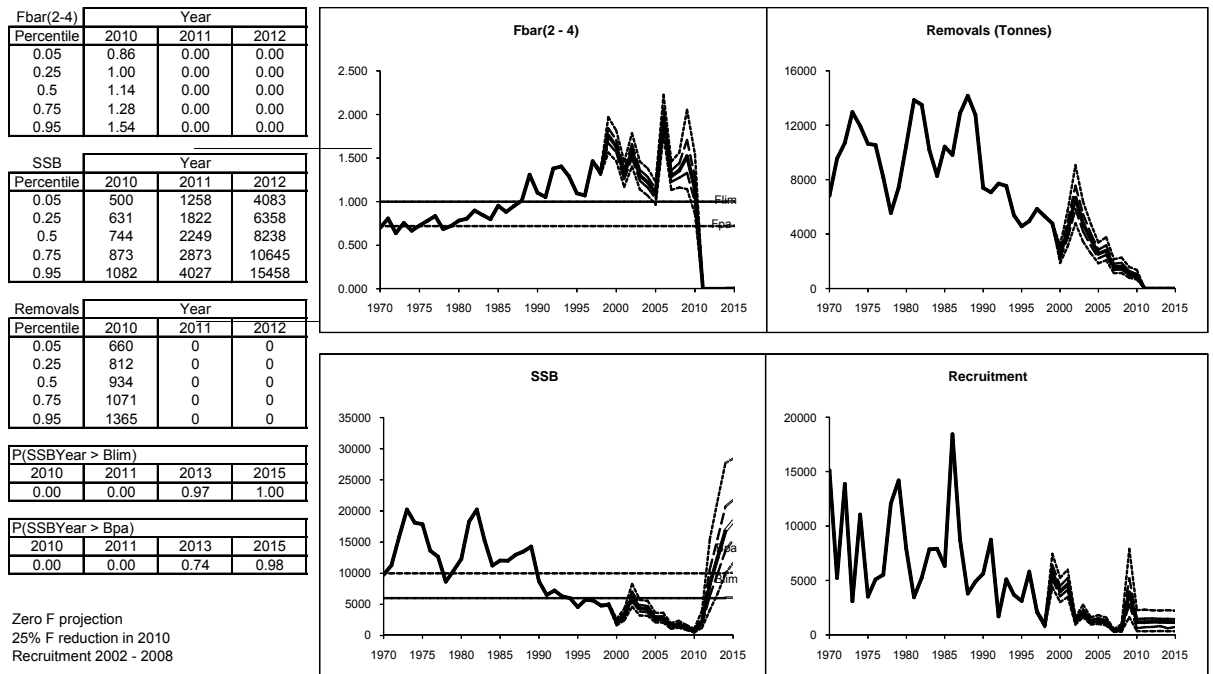 Fbar(2-4) Year
Percentile 2010 2011 2012
0.05 0.86 0.00 0.00
0.25 1.00 0.00 0.00
0.5 1.14 0.00 0.00
0.75 1.28 0.00 0.00
0.95 1.54 0.00 0.00
SSB Year
Percentile 2010 2011 2012
0.05 500 1258 4083
0.25 631 1822 6358
0.5 744 2249 8238
0.75 873 2873 10645
0.95 1082 4027 15458
Removals Year
Percentile 2010 2011 2012
0.05 660 0 0
0.25 812 0 0
0.5 934 0 0
0.75 1071 0 0
0.95 1365 0 0
P(SSBYear > Blim)
2010 2011 2013 2015
0.00 0.00 0.97 1.00
P(SSBYear > Bpa)
2010 2011 2013 2015
0.00 0.00 0.74 0.98
Zero F projection
25% F reduction in 2010
Recruitment 2002 - 2008
Fbar(2 - 4)
2.500
2.000
1.500
1.000
0.500
0.000
Flim
Fpa
1970 1975 1980 1985 1990 1995 2000 2005 2010 2015
Removals (Tonnes)
16000
12000
8000
4000
0
1970 1975 1980 1985 1990 1995 2000 2005 2010 2015
SSB
35000
30000
25000
20000
15000
10000
5000
0
Bpa
Blim
1970 1975 1980 1985 1990 1995 2000 2005 2010 2015
Recruitment
20000
15000
10000
5000
0
1970 1975 1980 1985 1990 1995 2000 2005 2010 2015